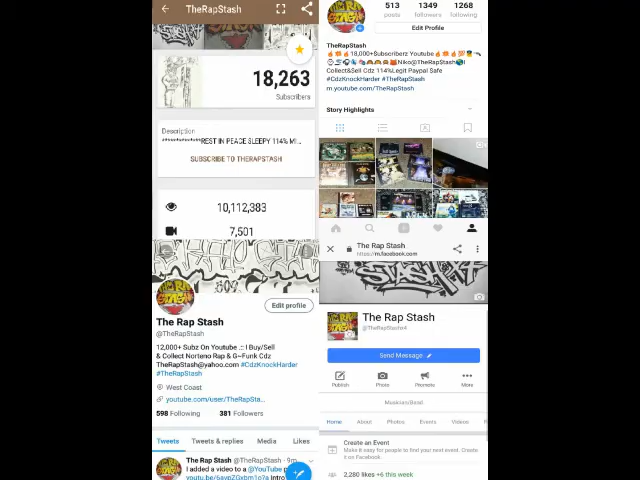 TheRapStash
18,263
Subscribers
Description
REST IN PEACE SLEEPY 114% M...
SUBSCRIBE TO THERAPSTASH
10,112,383
7,501
Edit profile
The Rap Stash
@TheRapStash
12,000+ Subz On Youtube .:: I Buy/Sell
& Collect Norteno Rap & G~Funk Cdz
TheRapStash@yahoo.com #CdzKnockHarder
#TheRapStash
West Coast
youtube.com/user/TheRapSta...
598 Following 381 Followers
Tweets Tweets & replies Media Likes
The Rap Stash @TheRapStash · 9m
I added a video to a @YouTube
513 1349 1268
posts followers following
Edit Profile
TheRapStash
18,000+Subscriberz Youtube
Niko@TheRapStash
Collect&Sell Cdz 114%Legit Paypal Safe
#CdzKnockHarder #TheRapStash
m.youtube.com/TheRapStash
Story Highlights
The Rap Stash
https://m.facebook.com
STASH
The Rap Stash
Send Message
Publish Photo Promote More
Musician/Band
Home About Photos Events Videos
Create an Event
Make it easy for people to find your next event. Create it on Facebook
2,280 likes +6 this week